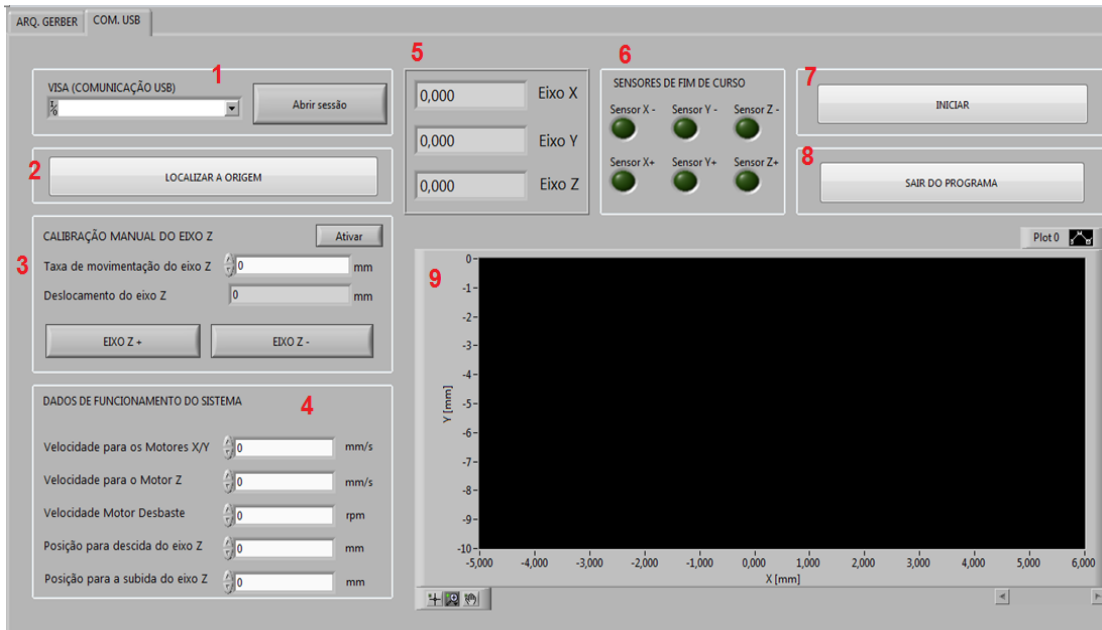 ARQ. GERBER
COM. USB
1
VISA (COMUNICAÇÃO USB)
Abrir sessão
2
LOCALIZAR A ORIGEM
3
CALIBRAÇÃO MANUAL DO EIXO Z
Ativar
Taxa de movimentação do eixo Z 0 mm
Deslocamento do eixo Z 0 mm
EIXO Z +
EIXO Z -
4
DADOS DE FUNCIONAMENTO DO SISTEMA
Velocidade para os Motores X/Y 0 mm/s
Velocidade para o Motor Z 0 mm/s
Velocidade Motor Desbaste 0 rpm
Posição para descida do eixo Z 0 mm
Posição para a subida do eixo Z 0 mm
5
0,000 Eixo X
0,000 Eixo Y
0,000 Eixo Z
6
SENSORES DE FIM DE CURSO
Sensor X - Sensor Y - Sensor Z -
Sensor X+ Sensor Y+ Sensor Z+
7
INICIAR
8
SAIR DO PROGRAMA
Plot 0
9
0
-1
-2
-3
-4
-5
-6
-7
-8
-9
-10
Y [mm]
-5,000 -4,000 -3,000 -2,000 -1,000 0,000 1,000 2,000 3,000 4,000 5,000 6,000
X [mm]